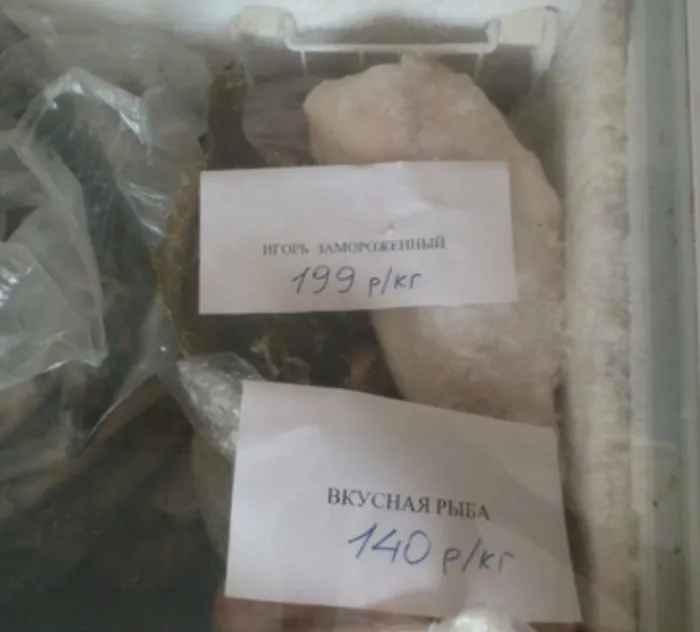 ИГОРЬ ЗАМОРОЖЕННЫЙ
199 р/кг
ВКУСНАЯ РЫБА
140 р/кг